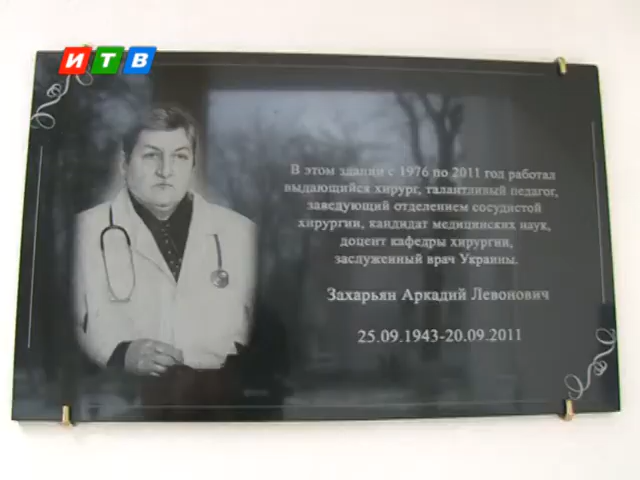 ИТВ
В этом здании с 1976 по 2011 год работал
выдающийся хирург, талантливый педагог,
заведующий отделением сосудистой
хирургии, кандидат медицинских наук,
доцент кафедры хирургии,
заслуженный врач Украины.
Захарьян Аркадий Левонович
25.09.1943-20.09.2011